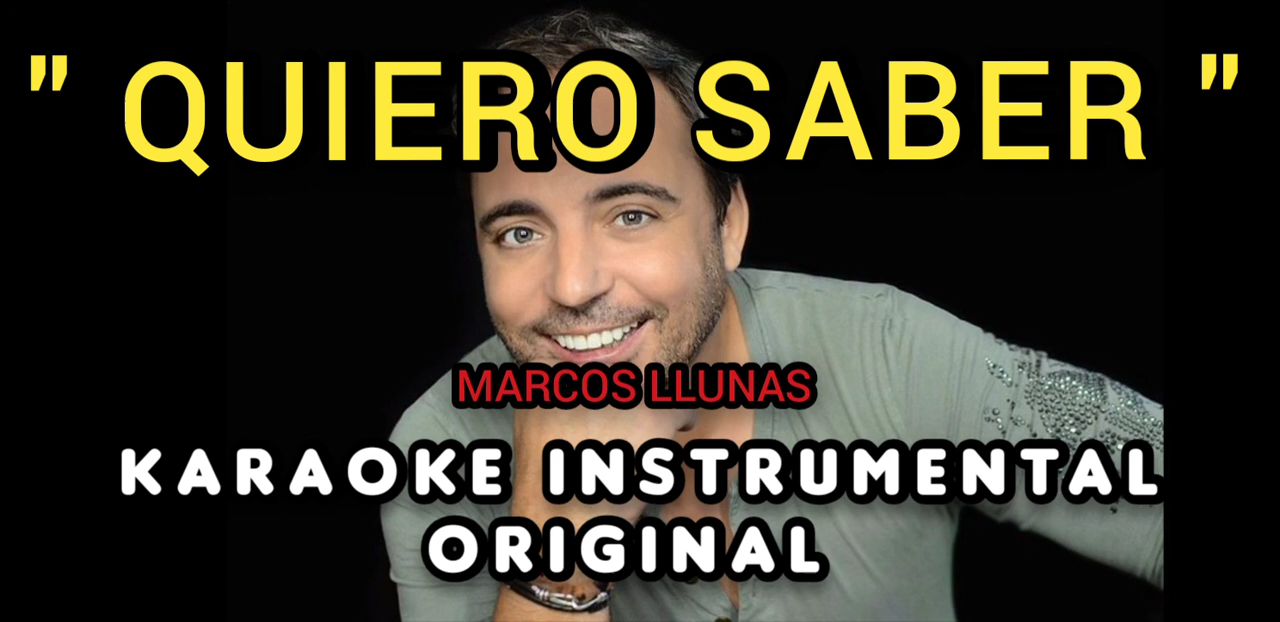 " QUIERO SABER "
MARCOS LLUNAS
KARAOKE INSTRUMENTAL
ORIGINAL